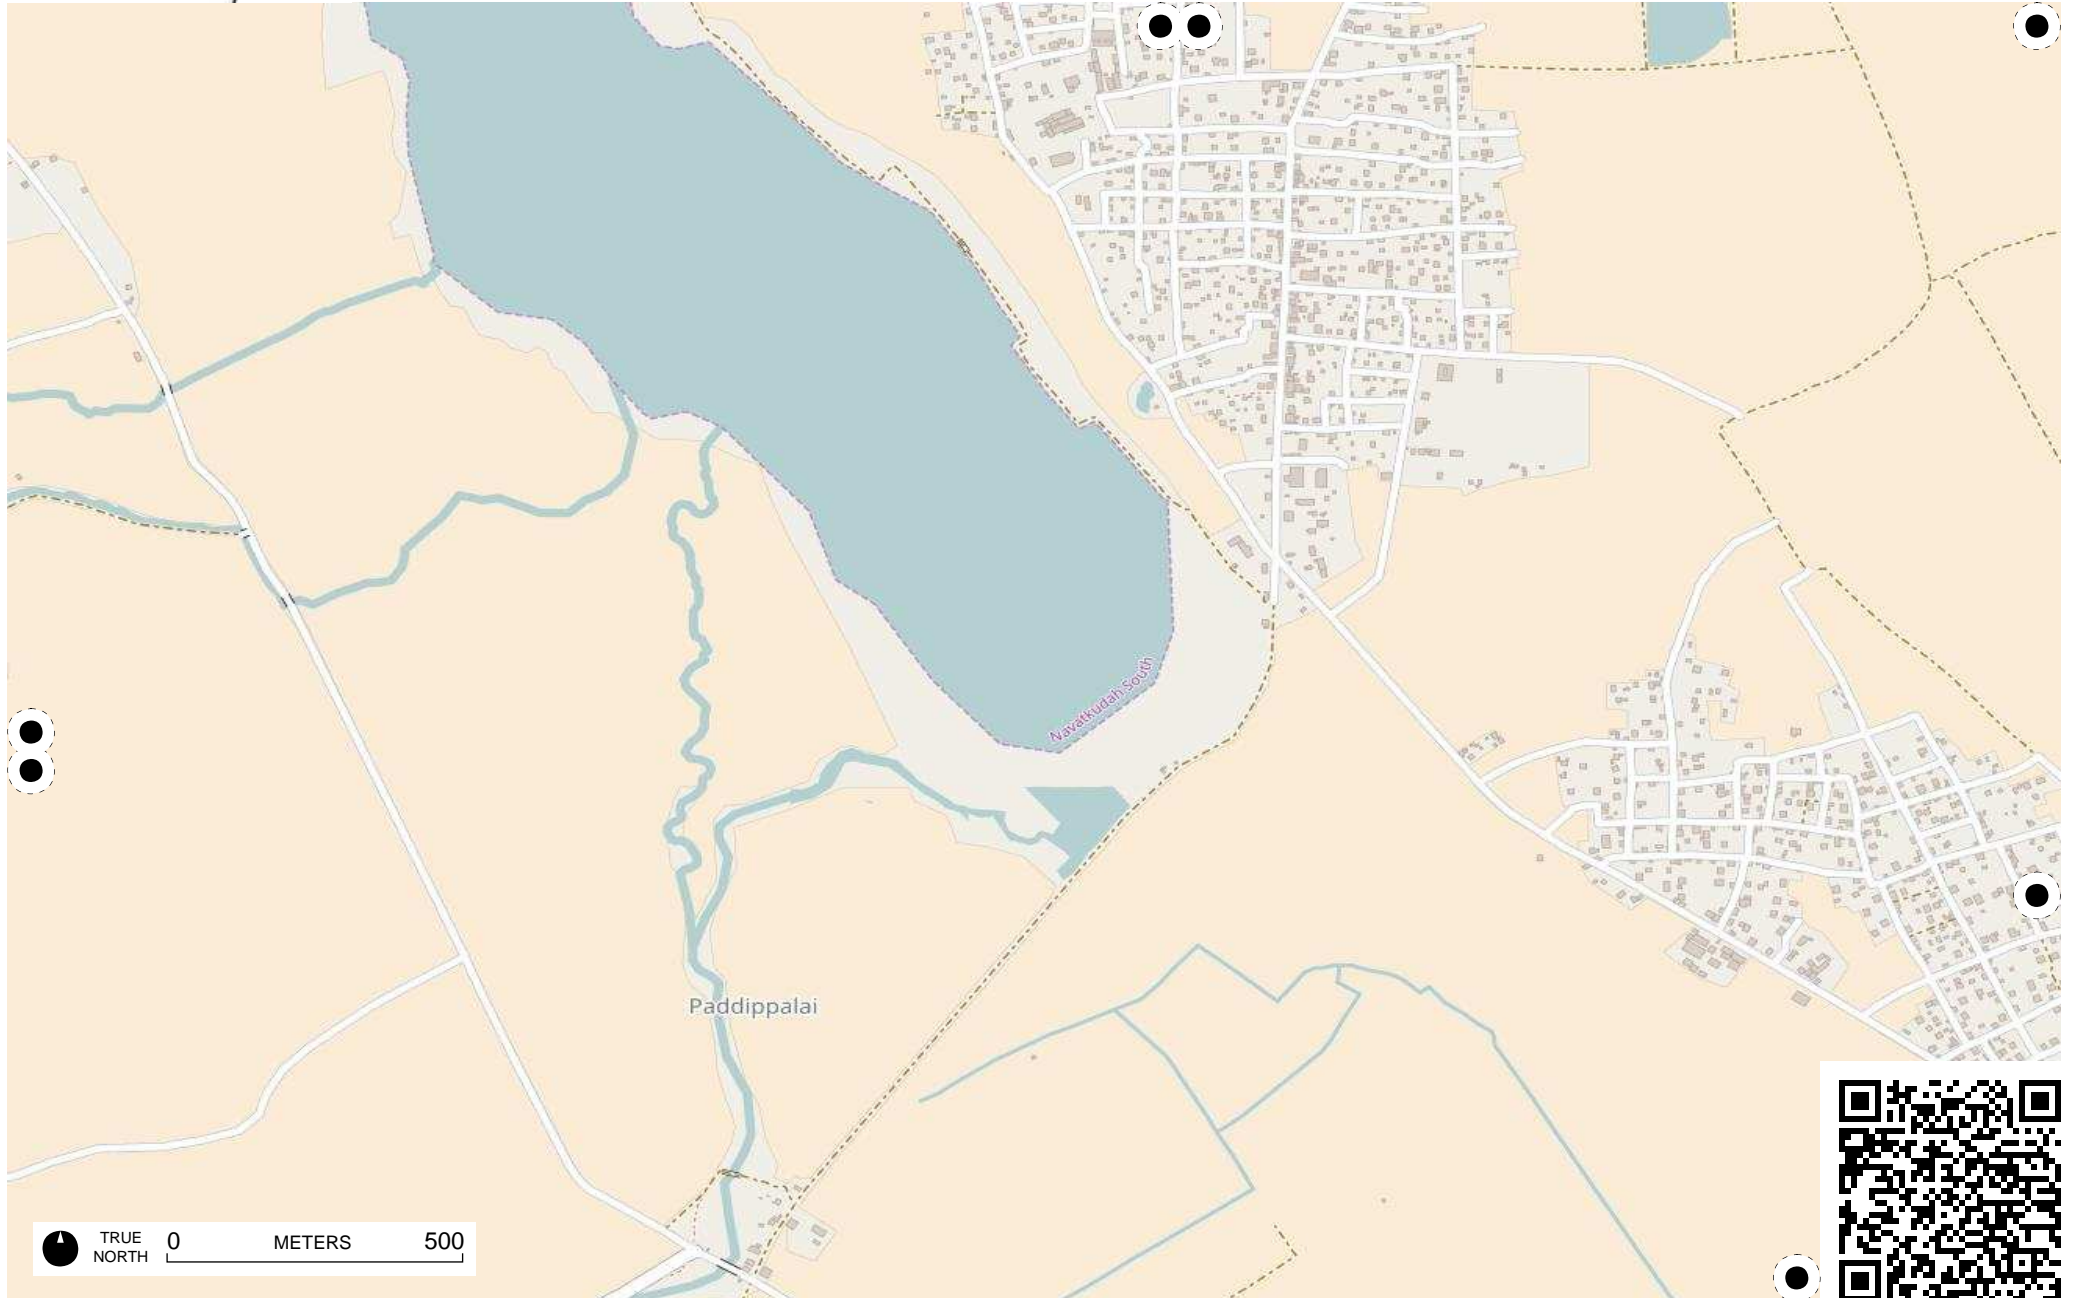 Navatkudah South
Paddippalai
TRUE
NORTH
0 METERS 500